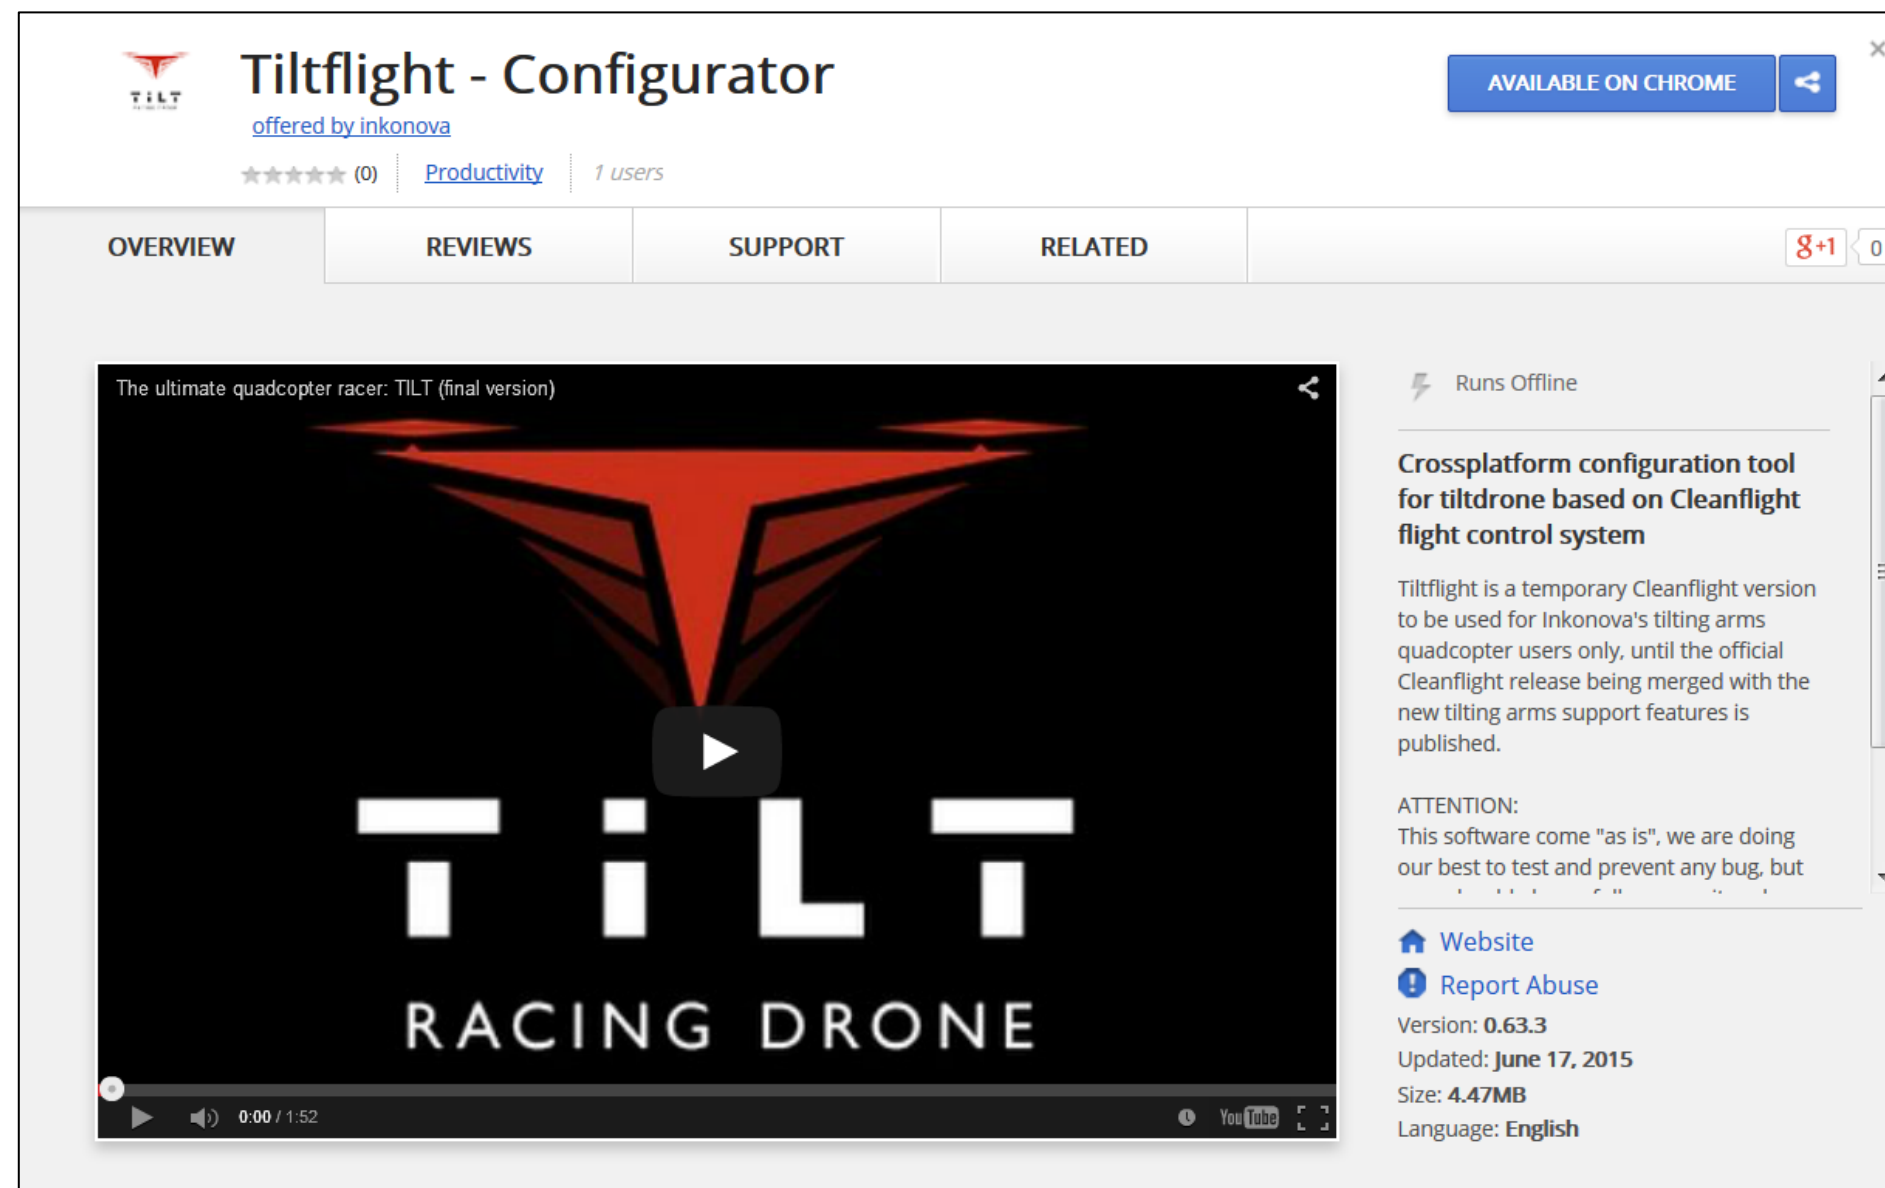 TiLT
Tiltflight - Configurator
offered by inkonova
(0)
Productivity
1 users
AVAILABLE ON CHROME
OVERVIEW
REVIEWS
SUPPORT
RELATED
g+1
0
The ultimate quadcopter racer: TILT (final version)
TiLT
RACING DRONE
0:00 / 1:52
YouTube
Runs Offline
Crossplatform configuration tool
for tiltdrone based on Cleanflight
flight control system
Tiltflight is a temporary Cleanflight version
to be used for Inkonova's tilting arms
quadcopter users only, until the official
Cleanflight release being merged with the
new tilting arms support features is
published.
ATTENTION:
This software come "as is", we are doing
our best to test and prevent any bug, but
Website
Report Abuse
Version: 0.63.3
Updated: June 17, 2015
Size: 4.47MB
Language: English